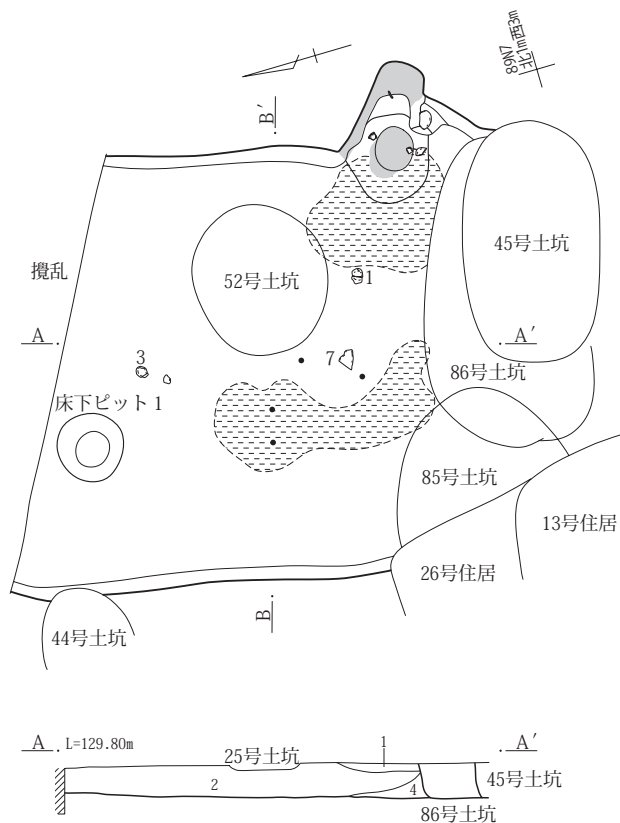 89N7
北1m西3m
B′
45号土坑
攪乱
52号土坑
1
A
A′
3
7
86号土坑
床下ピット1
85号土坑
13号住居
26号住居
B
44号土坑
A
L=129.80m
1
A′
25号土坑
2
4
45号土坑
86号土坑